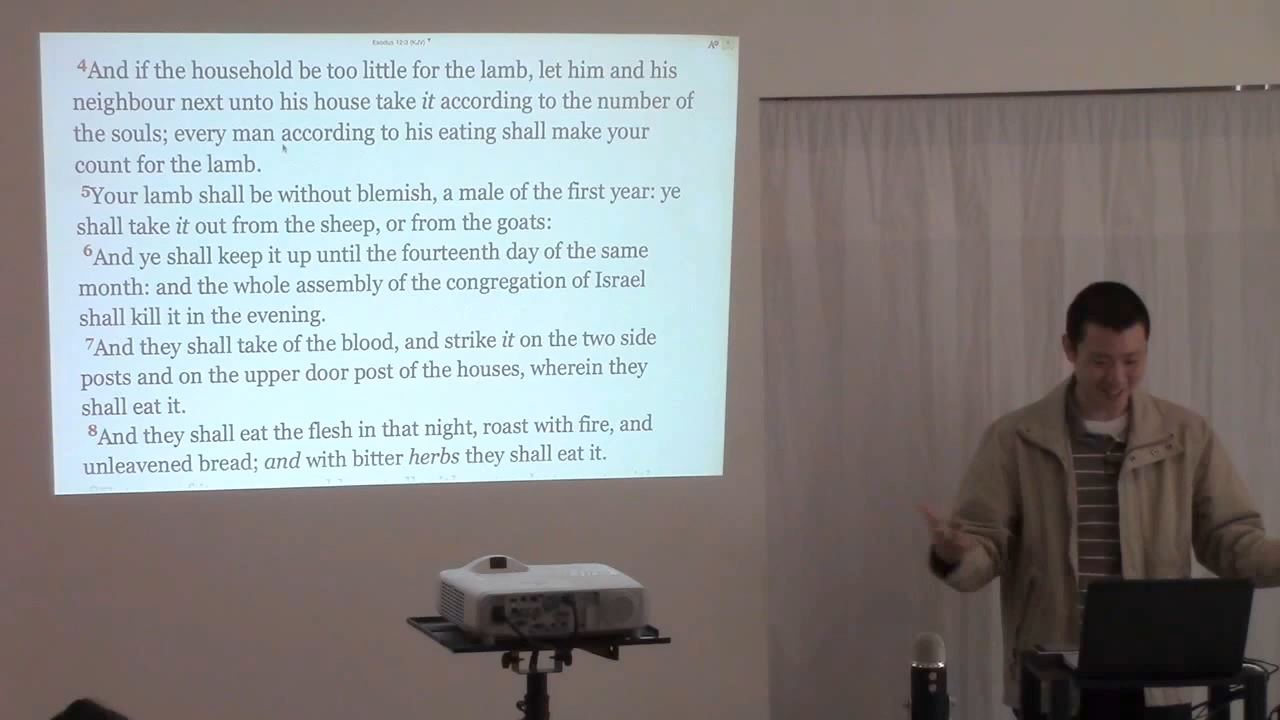 Exodus 12:3 (KJV)
4And if the household be too little for the lamb, let him and his
neighbour next unto his house take it according to the number of
the souls; every man according to his eating shall make your
count for the lamb.
5Your lamb shall be without blemish, a male of the first year: ye
shall take it out from the sheep, or from the goats:
6And ye shall keep it up until the fourteenth day of the same
month: and the whole assembly of the congregation of Israel
shall kill it in the evening.
7And they shall take of the blood, and strike it on the two side
posts and on the upper door post of the houses, wherein they
shall eat it.
8And they shall eat the flesh in that night, roast with fire, and
unleavened bread; and with bitter herbs they shall eat it.